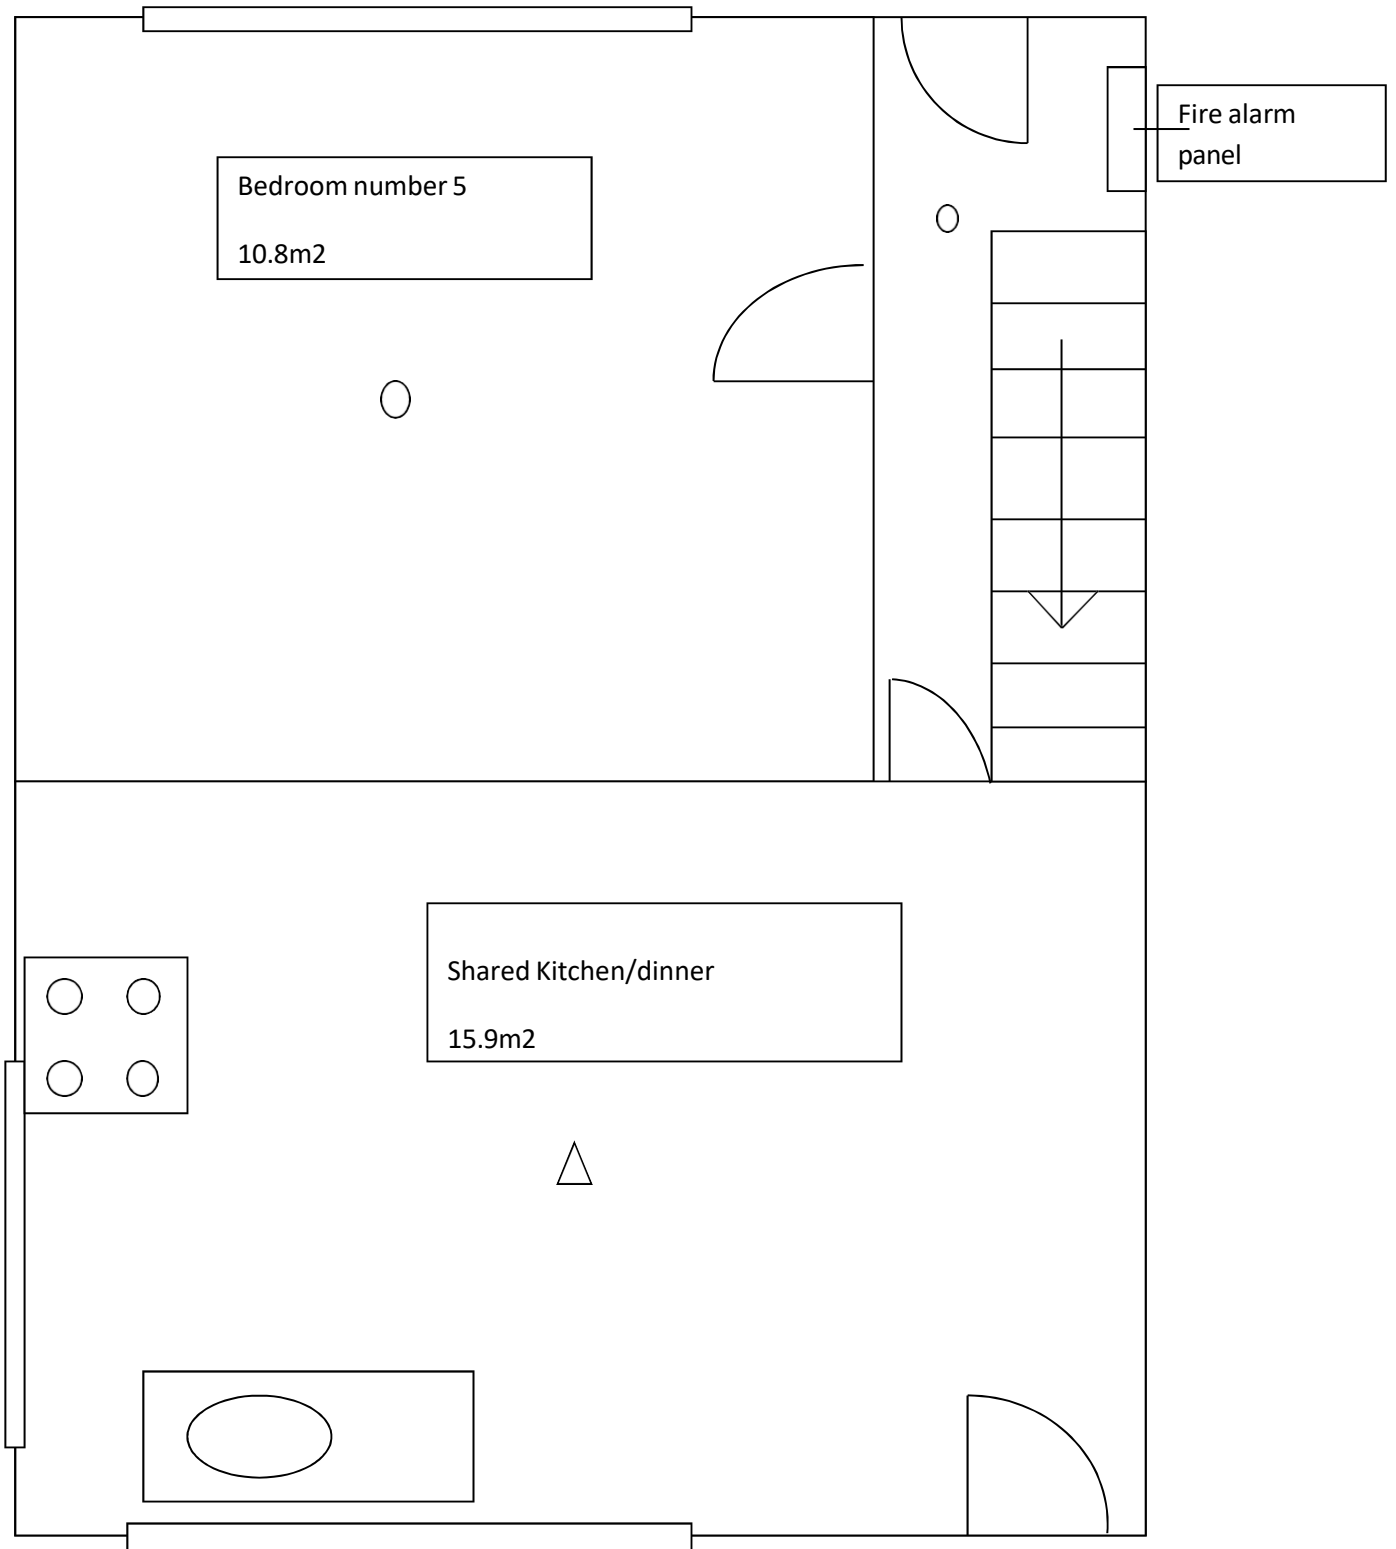 Fire alarm
panel
Bedroom number 5
10.8m2
Shared Kitchen/dinner
15.9m2